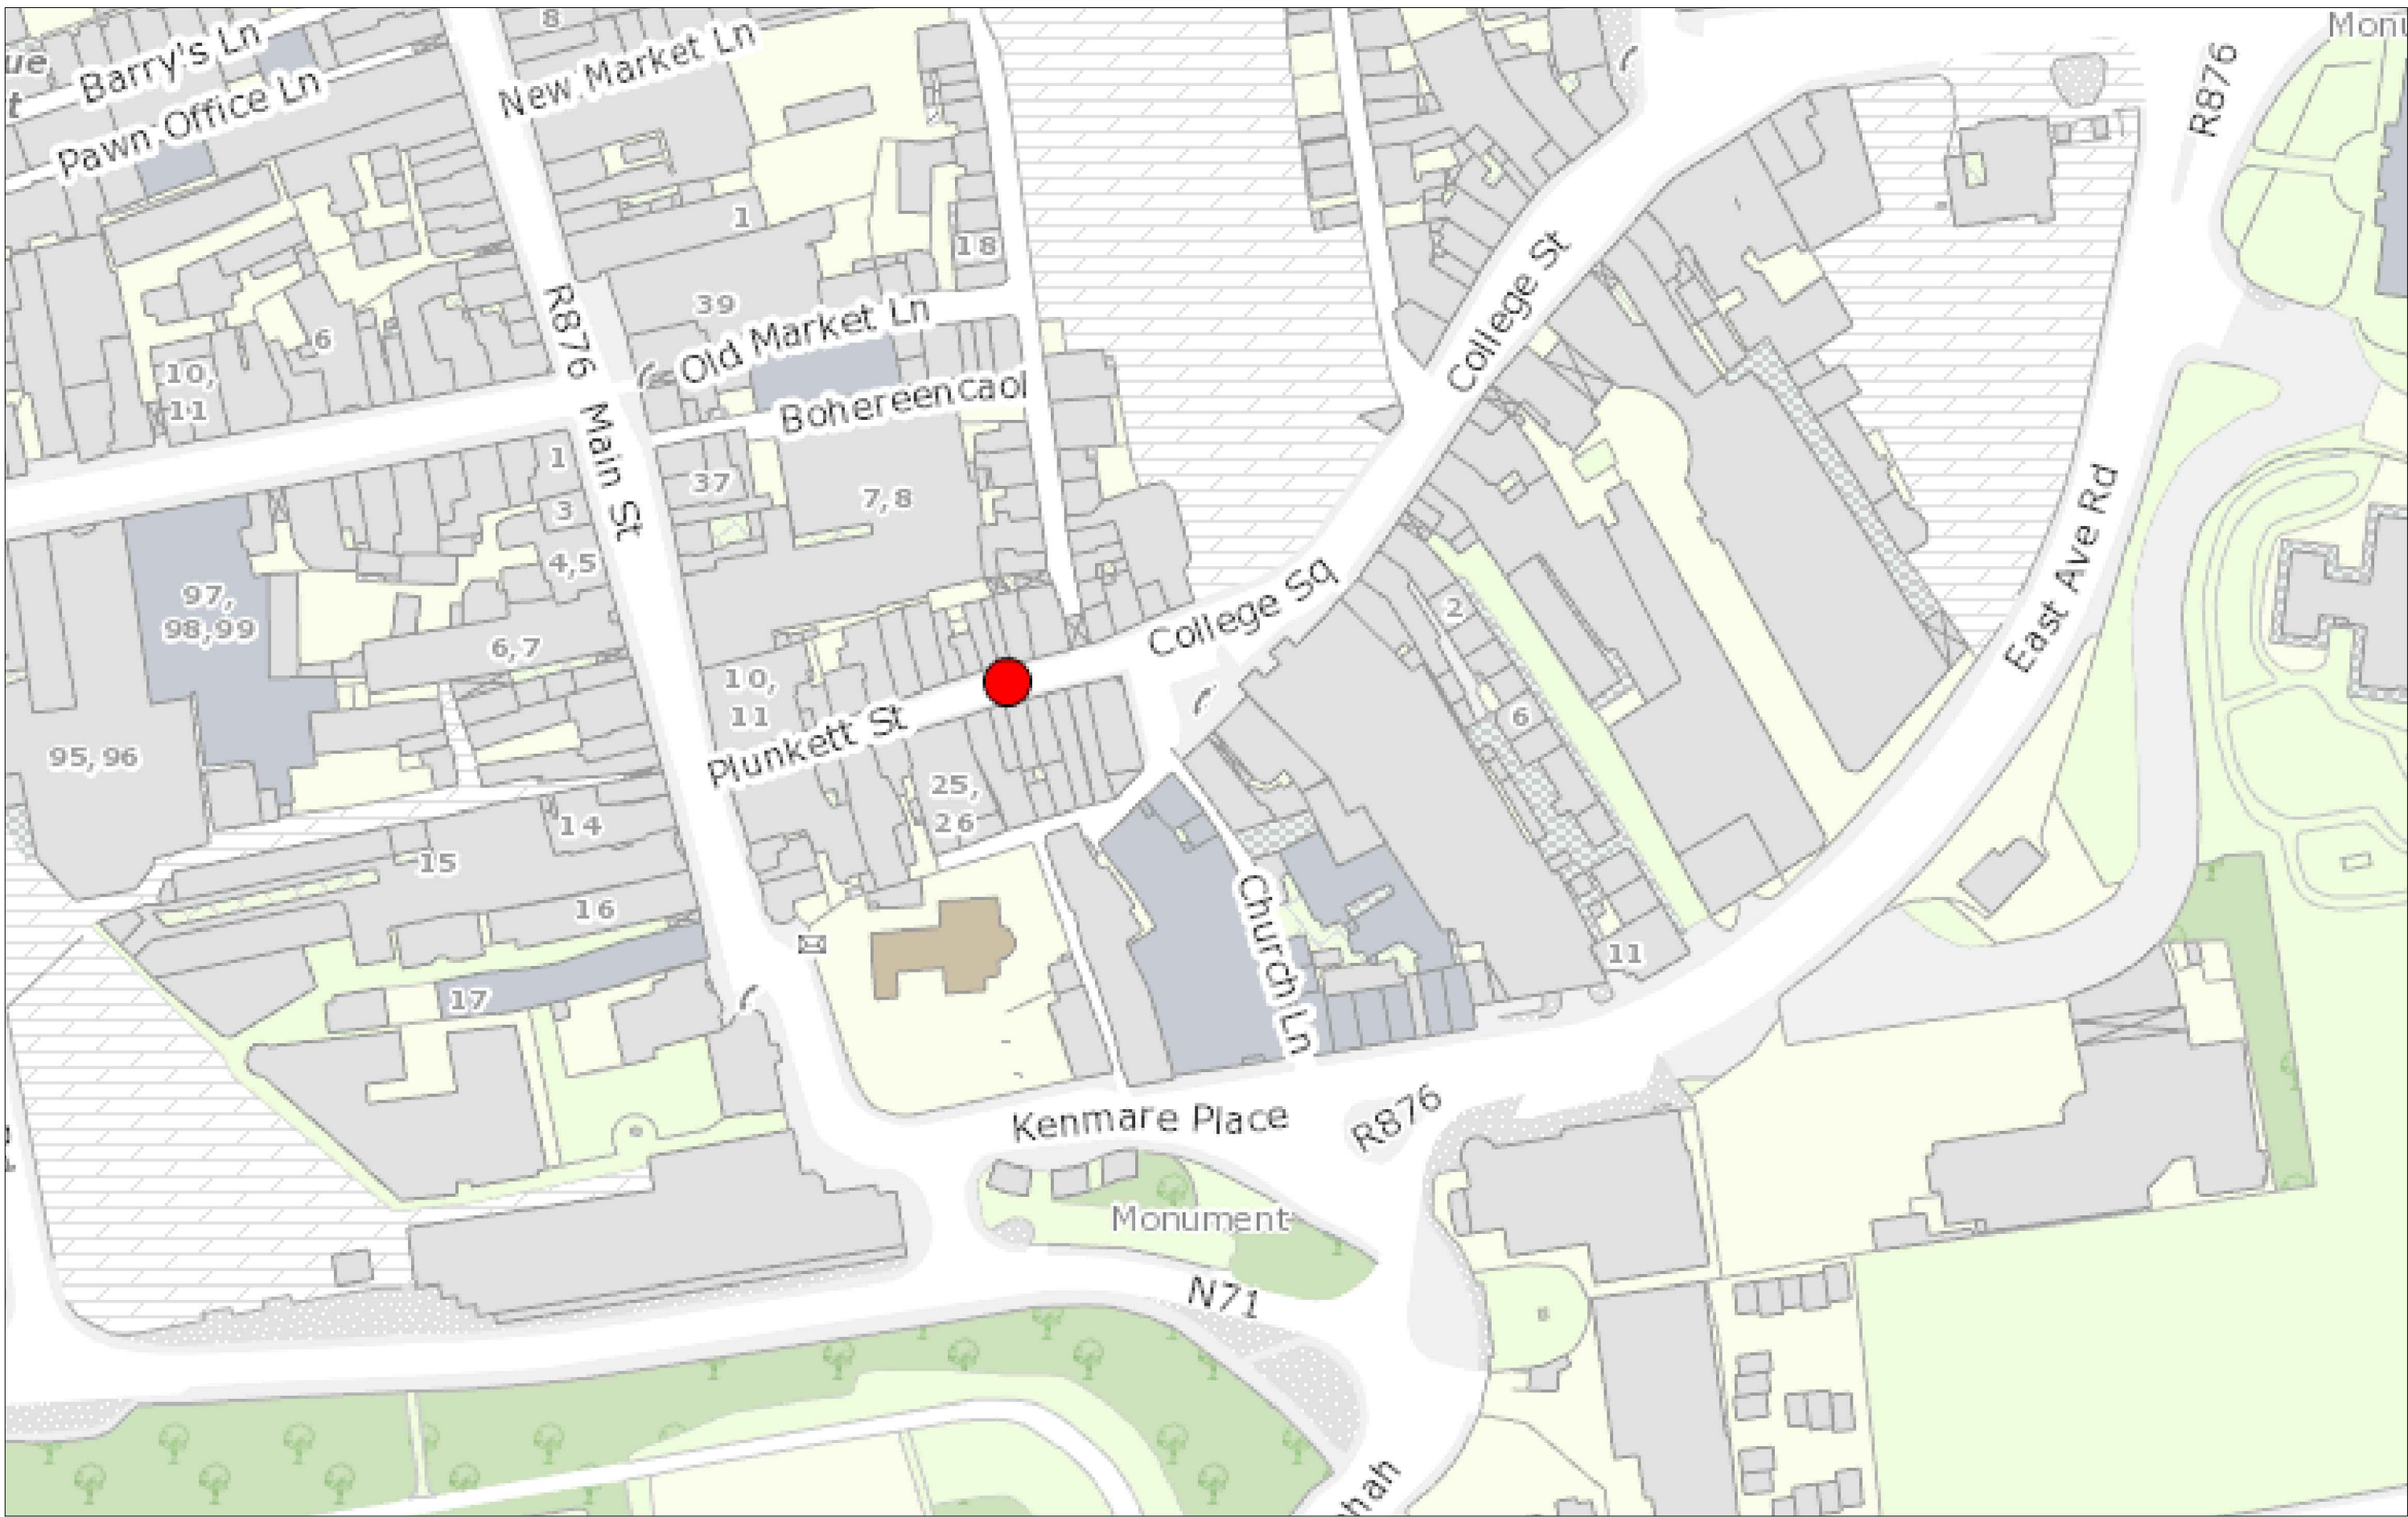 8
Monu
ue
Barry's Ln
New Market Ln
R876
t
Pawn Office Ln
1
18
39
R876
Old Market Ln
College St
6
10,
11
Bohereencaol
Main St
1
37
3
7,8
4,5
East Ave Rd
97,
98,99
2
College Sq
6,7
10,
11
6
Plunkett St
95,96
25,
26
14
15
16
Church Ln
11
17
Kenmare Place
R876
Monument
N71
hah